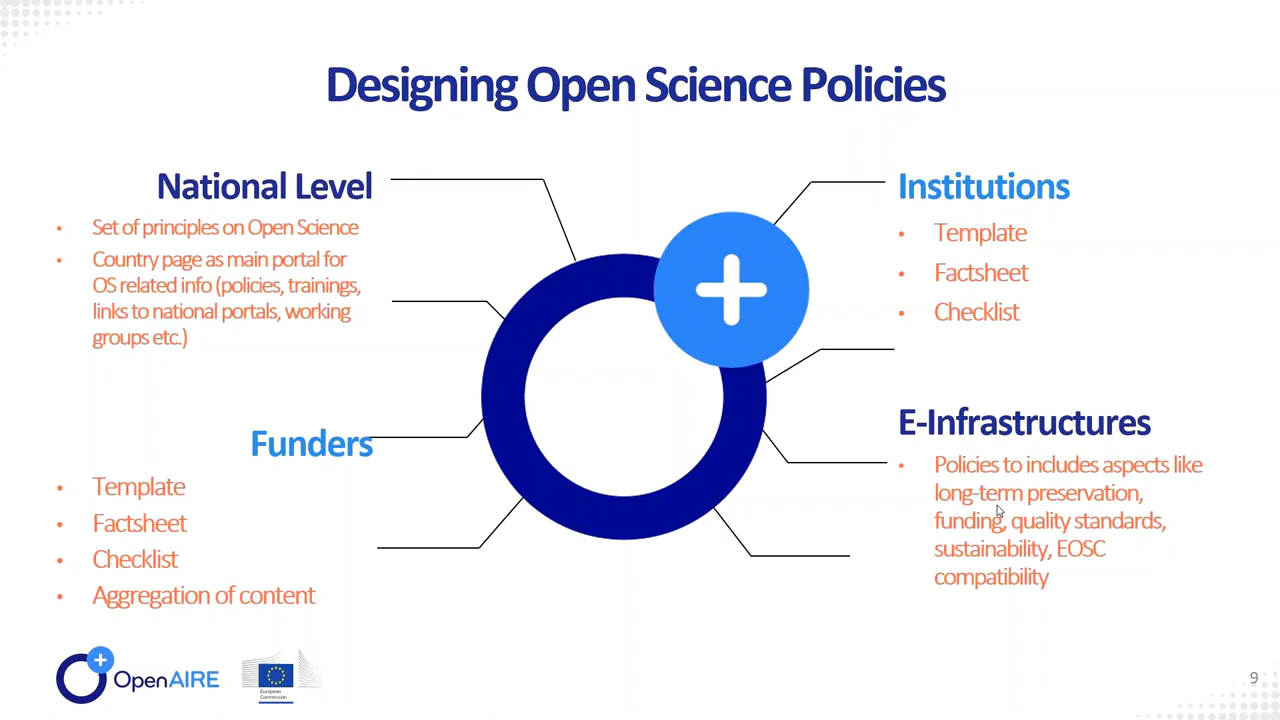 Designing Open Science Policies
National Level
• Set of principles on Open Science
• Country page as main portal for
OS related info (policies, trainings,
links to national portals, working
groups etc.)
Funders
• Template
• Factsheet
• Checklist
• Aggregation of content
Institutions
• Template
• Factsheet
• Checklist
E-Infrastructures
• Policies to includes aspects like
long-term preservation,
funding, quality standards,
sustainability, EOSC
compatibility
OpenAIRE
European
Commission
9